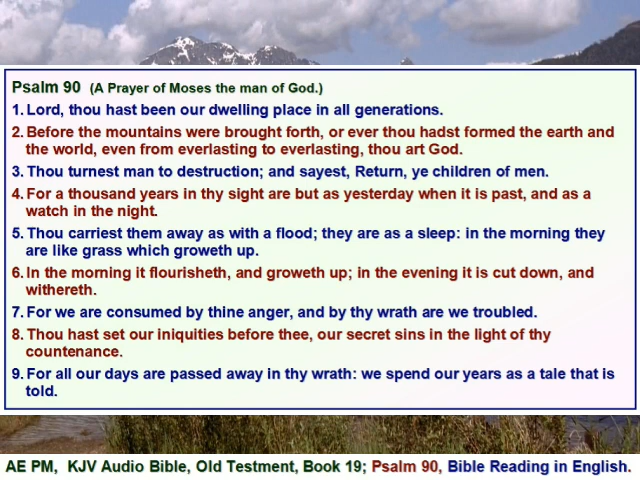 Psalm 90 (A Prayer of Moses the man of God.)
1. Lord, thou hast been our dwelling place in all generations.
2. Before the mountains were brought forth, or ever thou hadst formed the earth and
the world, even from everlasting to everlasting, thou art God.
3. Thou turnest man to destruction; and sayest, Return, ye children of men.
4. For a thousand years in thy sight are but as yesterday when it is past, and as a
watch in the night.
5. Thou carriest them away as with a flood; they are as a sleep: in the morning they
are like grass which groweth up.
6. In the morning it flourisheth, and groweth up; in the evening it is cut down, and
withereth.
7. For we are consumed by thine anger, and by thy wrath are we troubled.
8. Thou hast set our iniquities before thee, our secret sins in the light of thy
countenance.
9. For all our days are passed away in thy wrath: we spend our years as a tale that is
told.
AE PM, KJV Audio Bible, Old Testment, Book 19; Psalm 90, Bible Reading in English.